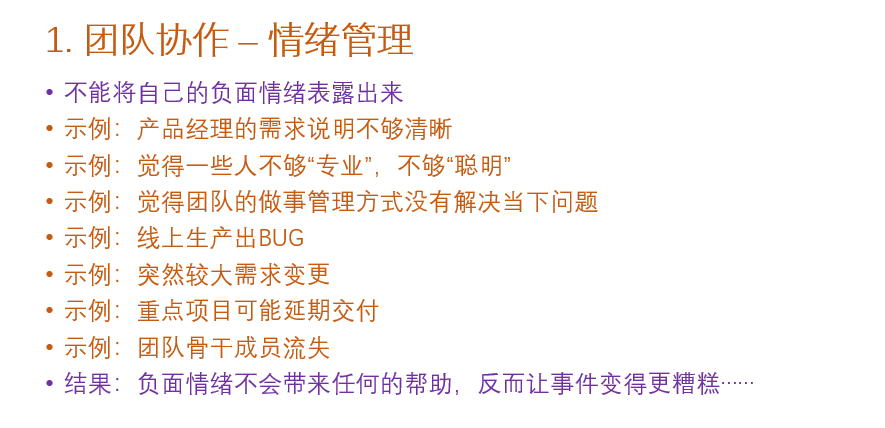 1. 团队协作 – 情绪管理
• 不能将自己的负面情绪表露出来
• 示例：产品经理的需求说明不够清晰
• 示例：觉得一些人不够“专业”，不够“聪明”
• 示例：觉得团队的做事管理方式没有解决当下问题
• 示例：线上生产出BUG
• 示例：突然较大需求变更
• 示例：重点项目可能延期交付
• 示例：团队骨干成员流失
• 结果：负面情绪不会带来任何的帮助，反而让事件变得更糟糕……